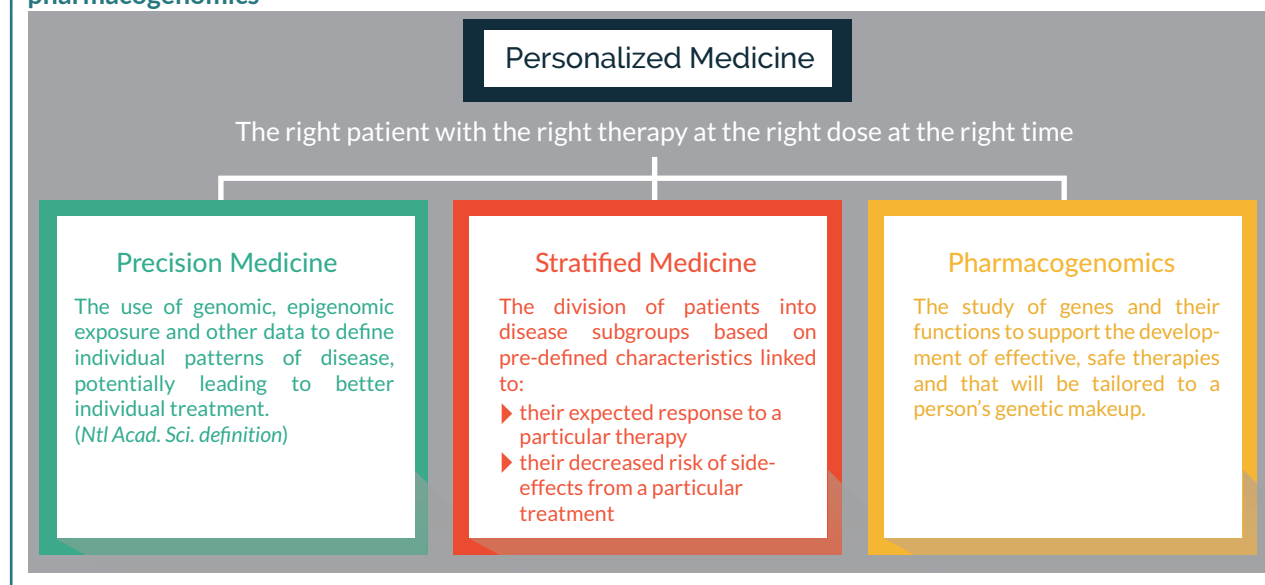 pharmacogenomics
Personalized Medicine
The right patient with the right therapy at the right dose at the right time
Precision Medicine
The use of genomic, epigenomic
exposure and other data to define
individual patterns of disease,
potentially leading to better
individual treatment.
(Ntl Acad. Sci. definition)
Stratified Medicine
The division of patients into
disease subgroups based on
pre-defined characteristics linked
to:
their expected response to a
particular therapy
their decreased risk of side-
effects from a particular
treatment
Pharmacogenomics
The study of genes and their
functions to support the develop-
ment of effective, safe therapies
and that will be tailored to a
person's genetic makeup.